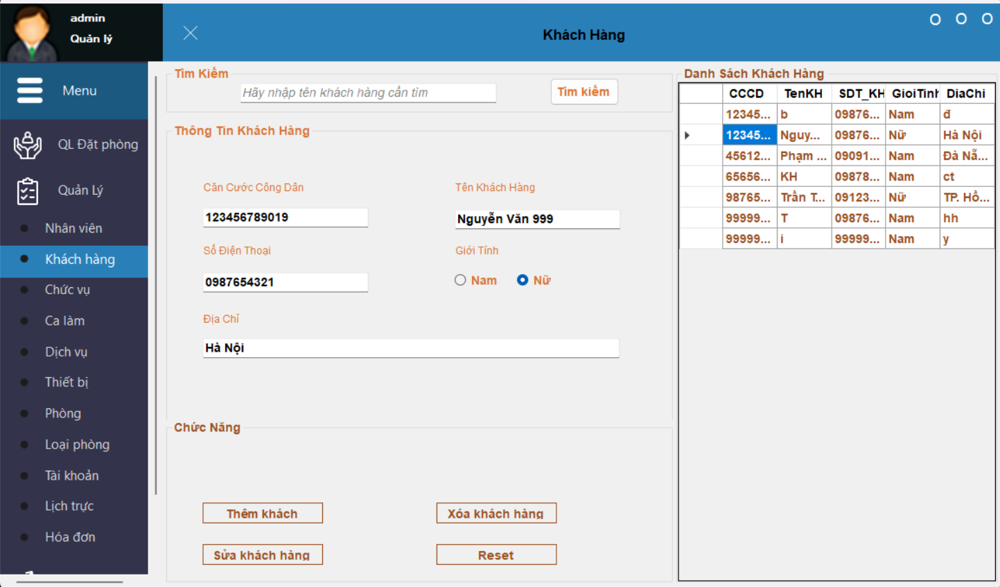 admin
Quản lý
Khách Hàng
Menu
QL Đặt phòng
Quản Lý
Nhân viên
Khách hàng
Chức vụ
Ca làm
Dịch vụ
Thiết bị
Phòng
Loại phòng
Tài khoản
Lịch trực
Hóa đơn
Tìm Kiếm
Hãy nhập tên khách hàng cần tìm
Tìm kiếm
Thông Tin Khách Hàng
Căn Cước Công Dân
Tên Khách Hàng
123456789019
Nguyễn Văn 999
Số Điện Thoại
Giới Tính
0987654321
Nam
Nữ
Địa Chỉ
Hà Nội
Chức Năng
Thêm khách
Xóa khách hàng
Sửa khách hàng
Reset
Danh Sách Khách Hàng
CCCD TenKH SDT_KH GioiTinh DiaChi
12345... b 09876... Nam đ
12345... Nguy... 09876... Nữ Hà Nội
45612... Phạm ... 09091... Nam Đà Nẵ...
65656... KH 09878... Nam ct
98765... Trần T... 09123... Nữ TP. Hồ...
99999... T 09876... Nam hh
99999... i 99999... Nam y